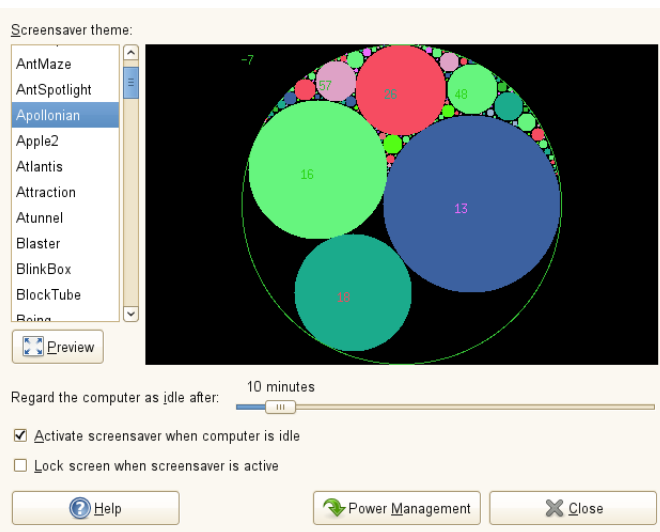 Screensaver theme:
AntMaze
AntSpotlight
Apollonian
Apple2
Atlantis
Attraction
Atunnel
Blaster
BlinkBox
BlockTube
Boing
-7
57
48
16
13
Preview
Regard the computer as idle after:
10 minutes
Activate screensaver when computer is idle
Lock screen when screensaver is active
Help
Power Management
Close